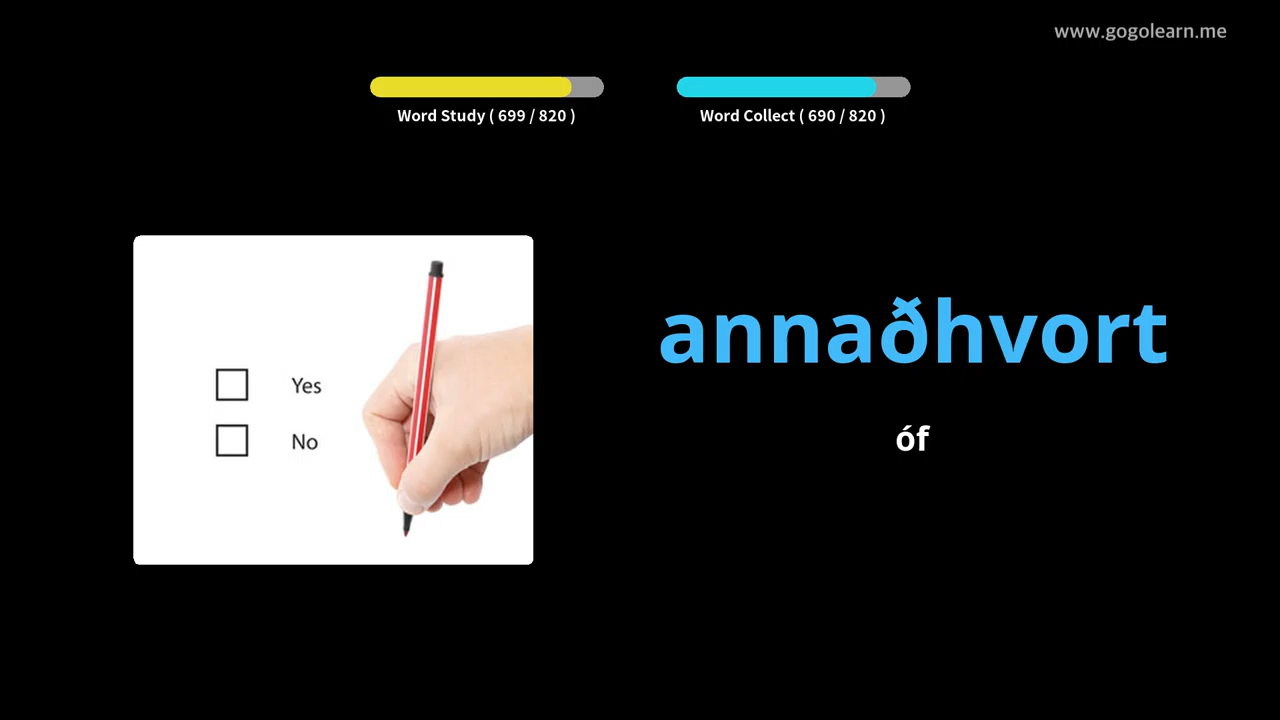 www.gogolearn.me
Word Study ( 699 / 820 )
Word Collect ( 690 / 820 )
Yes
No
annaðhvort
óf